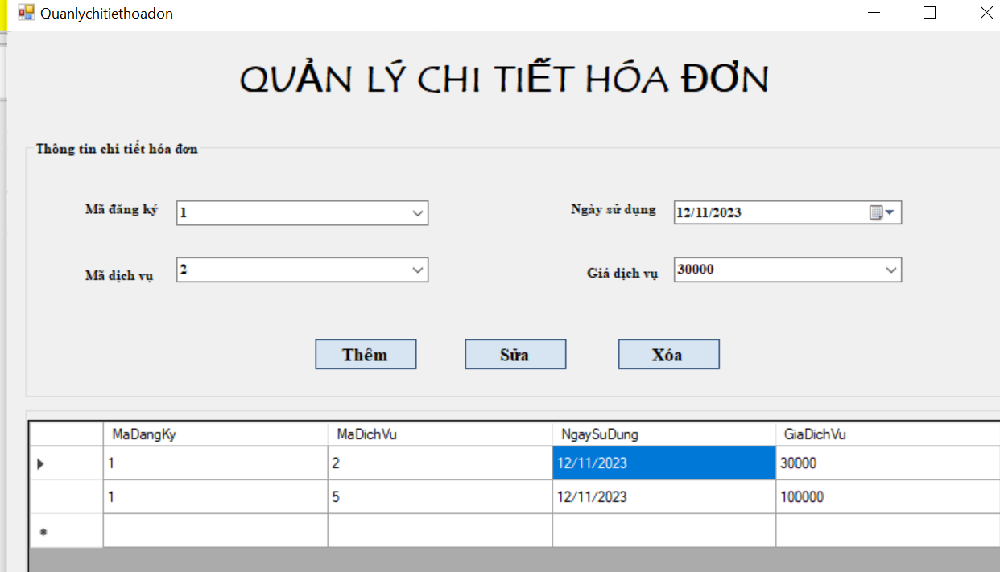 Quanlychitiethoadon
QUẢN LÝ CHI TIẾT HÓA ĐƠN
Thông tin chi tiết hóa đơn
Mã đăng ký 1 Ngày sử dụng 12/11/2023
Mã dịch vụ 2 Giá dịch vụ 30000
Thêm Sửa Xóa
MaDangKy MaDichVu NgaySuDung GiaDichVu
1 2 12/11/2023 30000
1 5 12/11/2023 100000